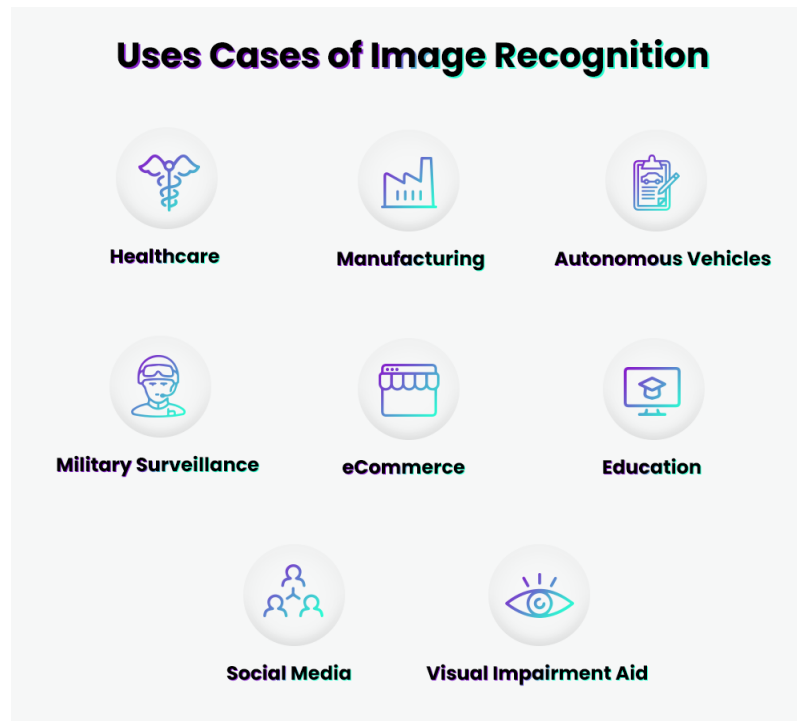 Uses Cases of Image Recognition
Healthcare
Manufacturing
Autonomous Vehicles
Military Surveillance
eCommerce
Education
Social Media
Visual Impairment Aid